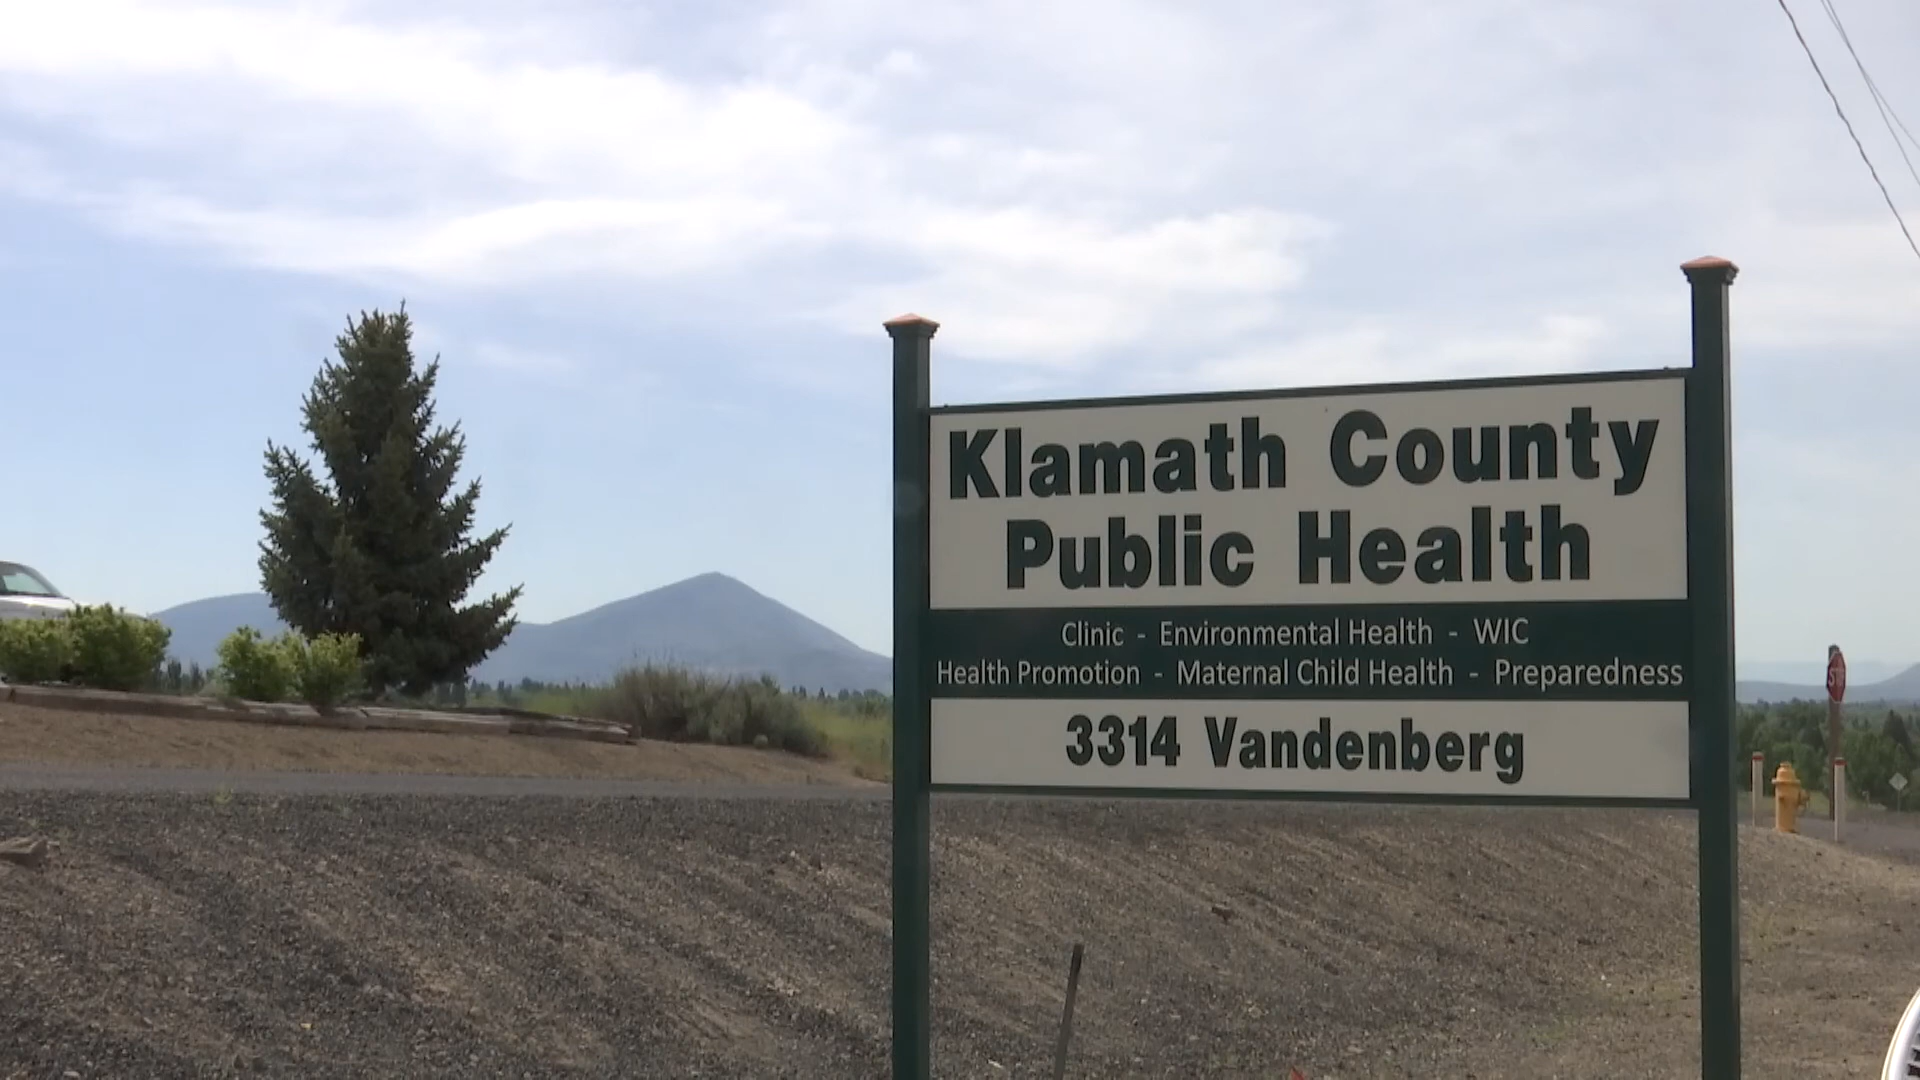 Klamath County
Public Health
Clinic - Environmental Health - WIC
Health Promotion - Maternal Child Health - Preparedness
3314 Vandenberg